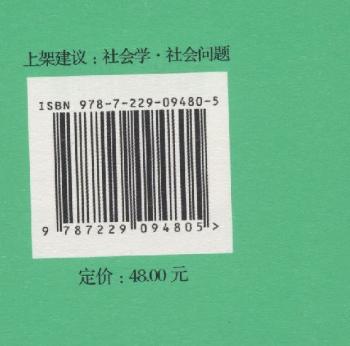 上架建议：社会学·社会问题
ISBN 978-7-229-09480-5
9 787229 094805>
定价：48.00 元